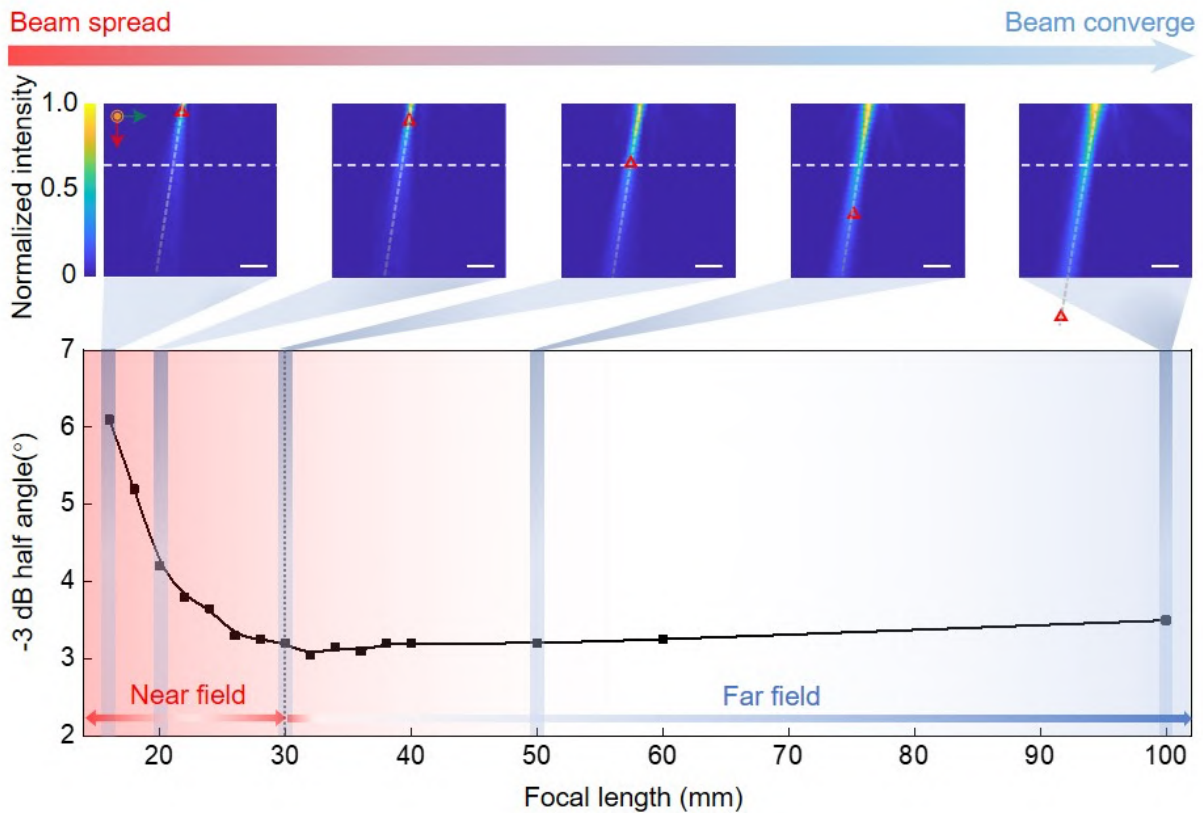 Beam spread
Beam converge
Normalized intensity
1.0
0.5
0
-3 dB half angle(°)
7
6
5
4
3
2
Near field
Far field
20 30 40 50 60 70 80 90 100
Focal length (mm)